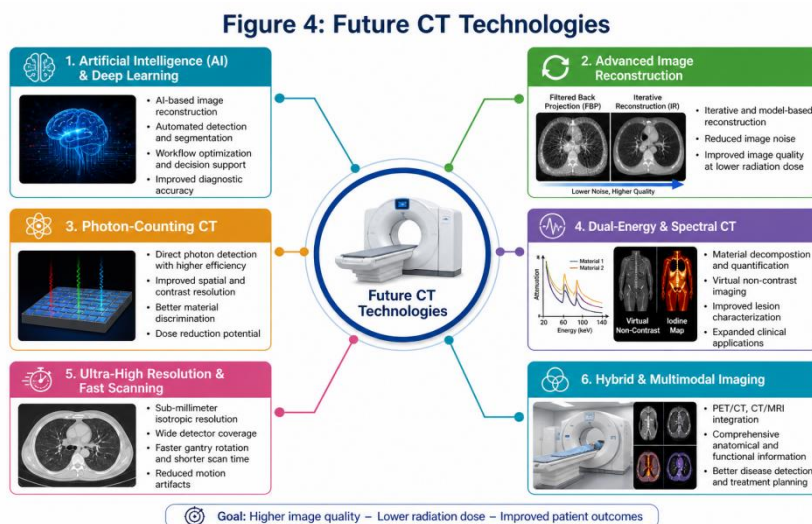 Figure 4: Future CT Technologies
1. Artificial Intelligence (AI)
& Deep Learning
• AI-based image
reconstruction
• Automated detection and
segmentation
• Workflow optimization
and decision support
• Improved diagnostic
accuracy
2. Advanced Image
Reconstruction
Filtered Back
Projection (FBP)
Iterative
Reconstruction (IR)
Lower Noise, Higher Quality
• Iterative and model-based
reconstruction
• Reduced image noise
• Improved image quality
at lower radiation dose
3. Photon-Counting CT
• Direct photon detection
with higher efficiency
• Improved spatial and
contrast resolution
• Better material
discrimination
• Dose reduction potential
Future CT
Technologies
4. Dual-Energy & Spectral CT
Attenuation
Material 1
Material 2
20 60 100 140
Energy (keV)
Virtual
Non-Contrast
Iodine
Map
• Material decompostion
and quantification
• Virtual non-contrast
imaging
• Improved lesion
characterization
• Expanded clinical
applications
5. Ultra-High Resolution &
Fast Scanning
• Sub-millimeter
isotropic resolution
• Wide detector coverage
• Faster gantry rotation
and shorter scan time
• Reduced motion
artifacts
6. Hybrid & Multimodal Imaging
• PET/CT, CT/MRI
integration
• Comprehensive
anatomical and
functional information
• Better disease detection
and treatment planning
Goal: Higher image quality – Lower radiation dose – Improved patient outcomes